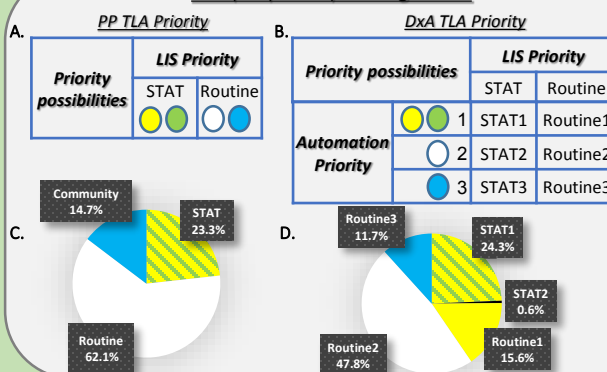 PP TLA Priority
A.
Priority possibilities
LIS Priority
STAT
Routine
DxA TLA Priority
B.
Priority possibilities
LIS Priority
STAT
Routine
Automation Priority
1 STAT1 Routine1
2 STAT2 Routine2
3 STAT3 Routine3
C.
Community
14.7%
STAT
23.3%
Routine
62.1%
D.
Routine3
11.7%
STAT1
24.3%
STAT2
0.6%
Routine1
15.6%
Routine2
47.8%